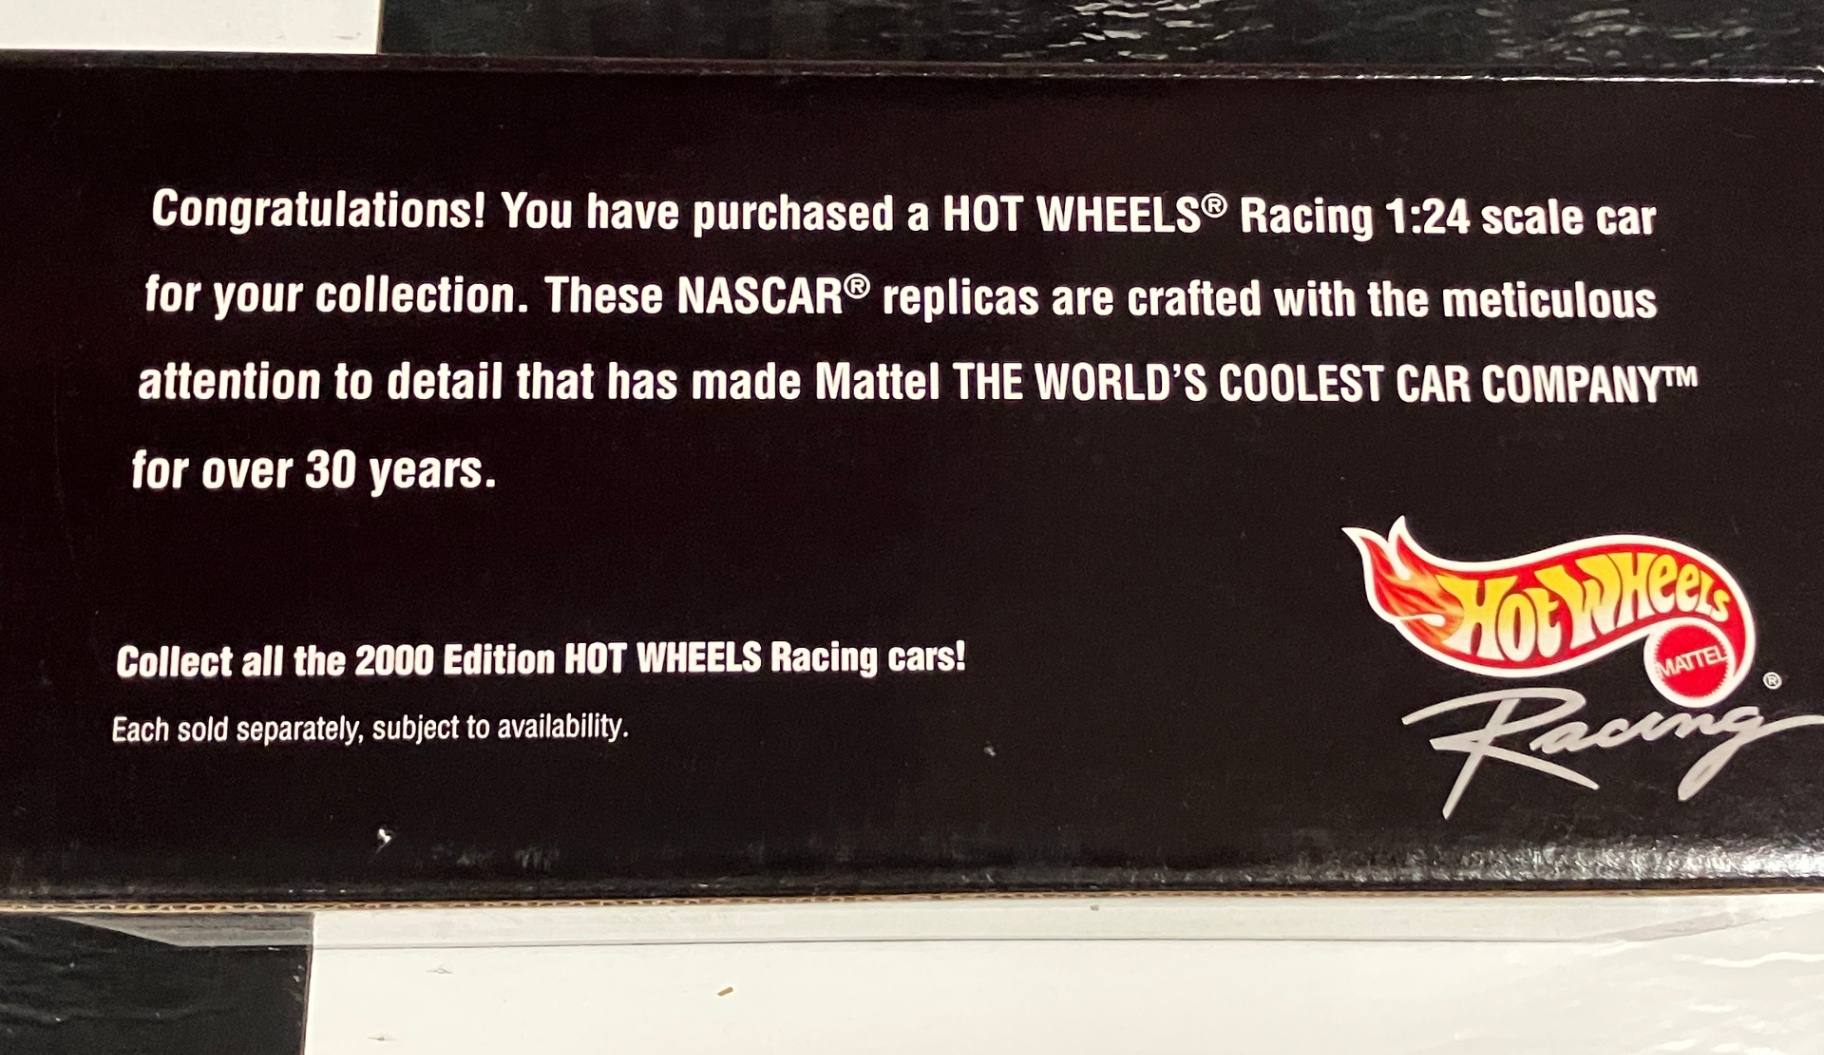 Congratulations! You have purchased a HOT WHEELS® Racing 1:24 scale car
for your collection. These NASCAR® replicas are crafted with the meticulous
attention to detail that has made Mattel THE WORLD'S COOLEST CAR COMPANY™
for over 30 years.
Collect all the 2000 Edition HOT WHEELS Racing cars!
Each sold separately, subject to availability.
Hot Wheels
MATTEL
®
Racing